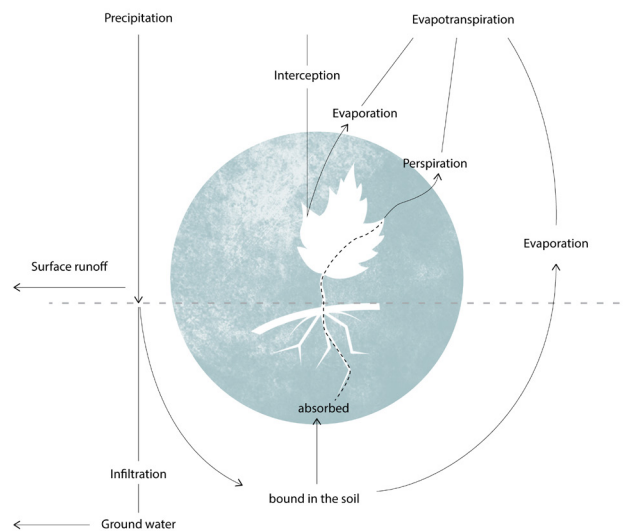 Precipitation
Evapotranspiration
Interception
Evaporation
Perspiration
Evaporation
Surface runoff
absorbed
Infiltration
bound in the soil
Ground water